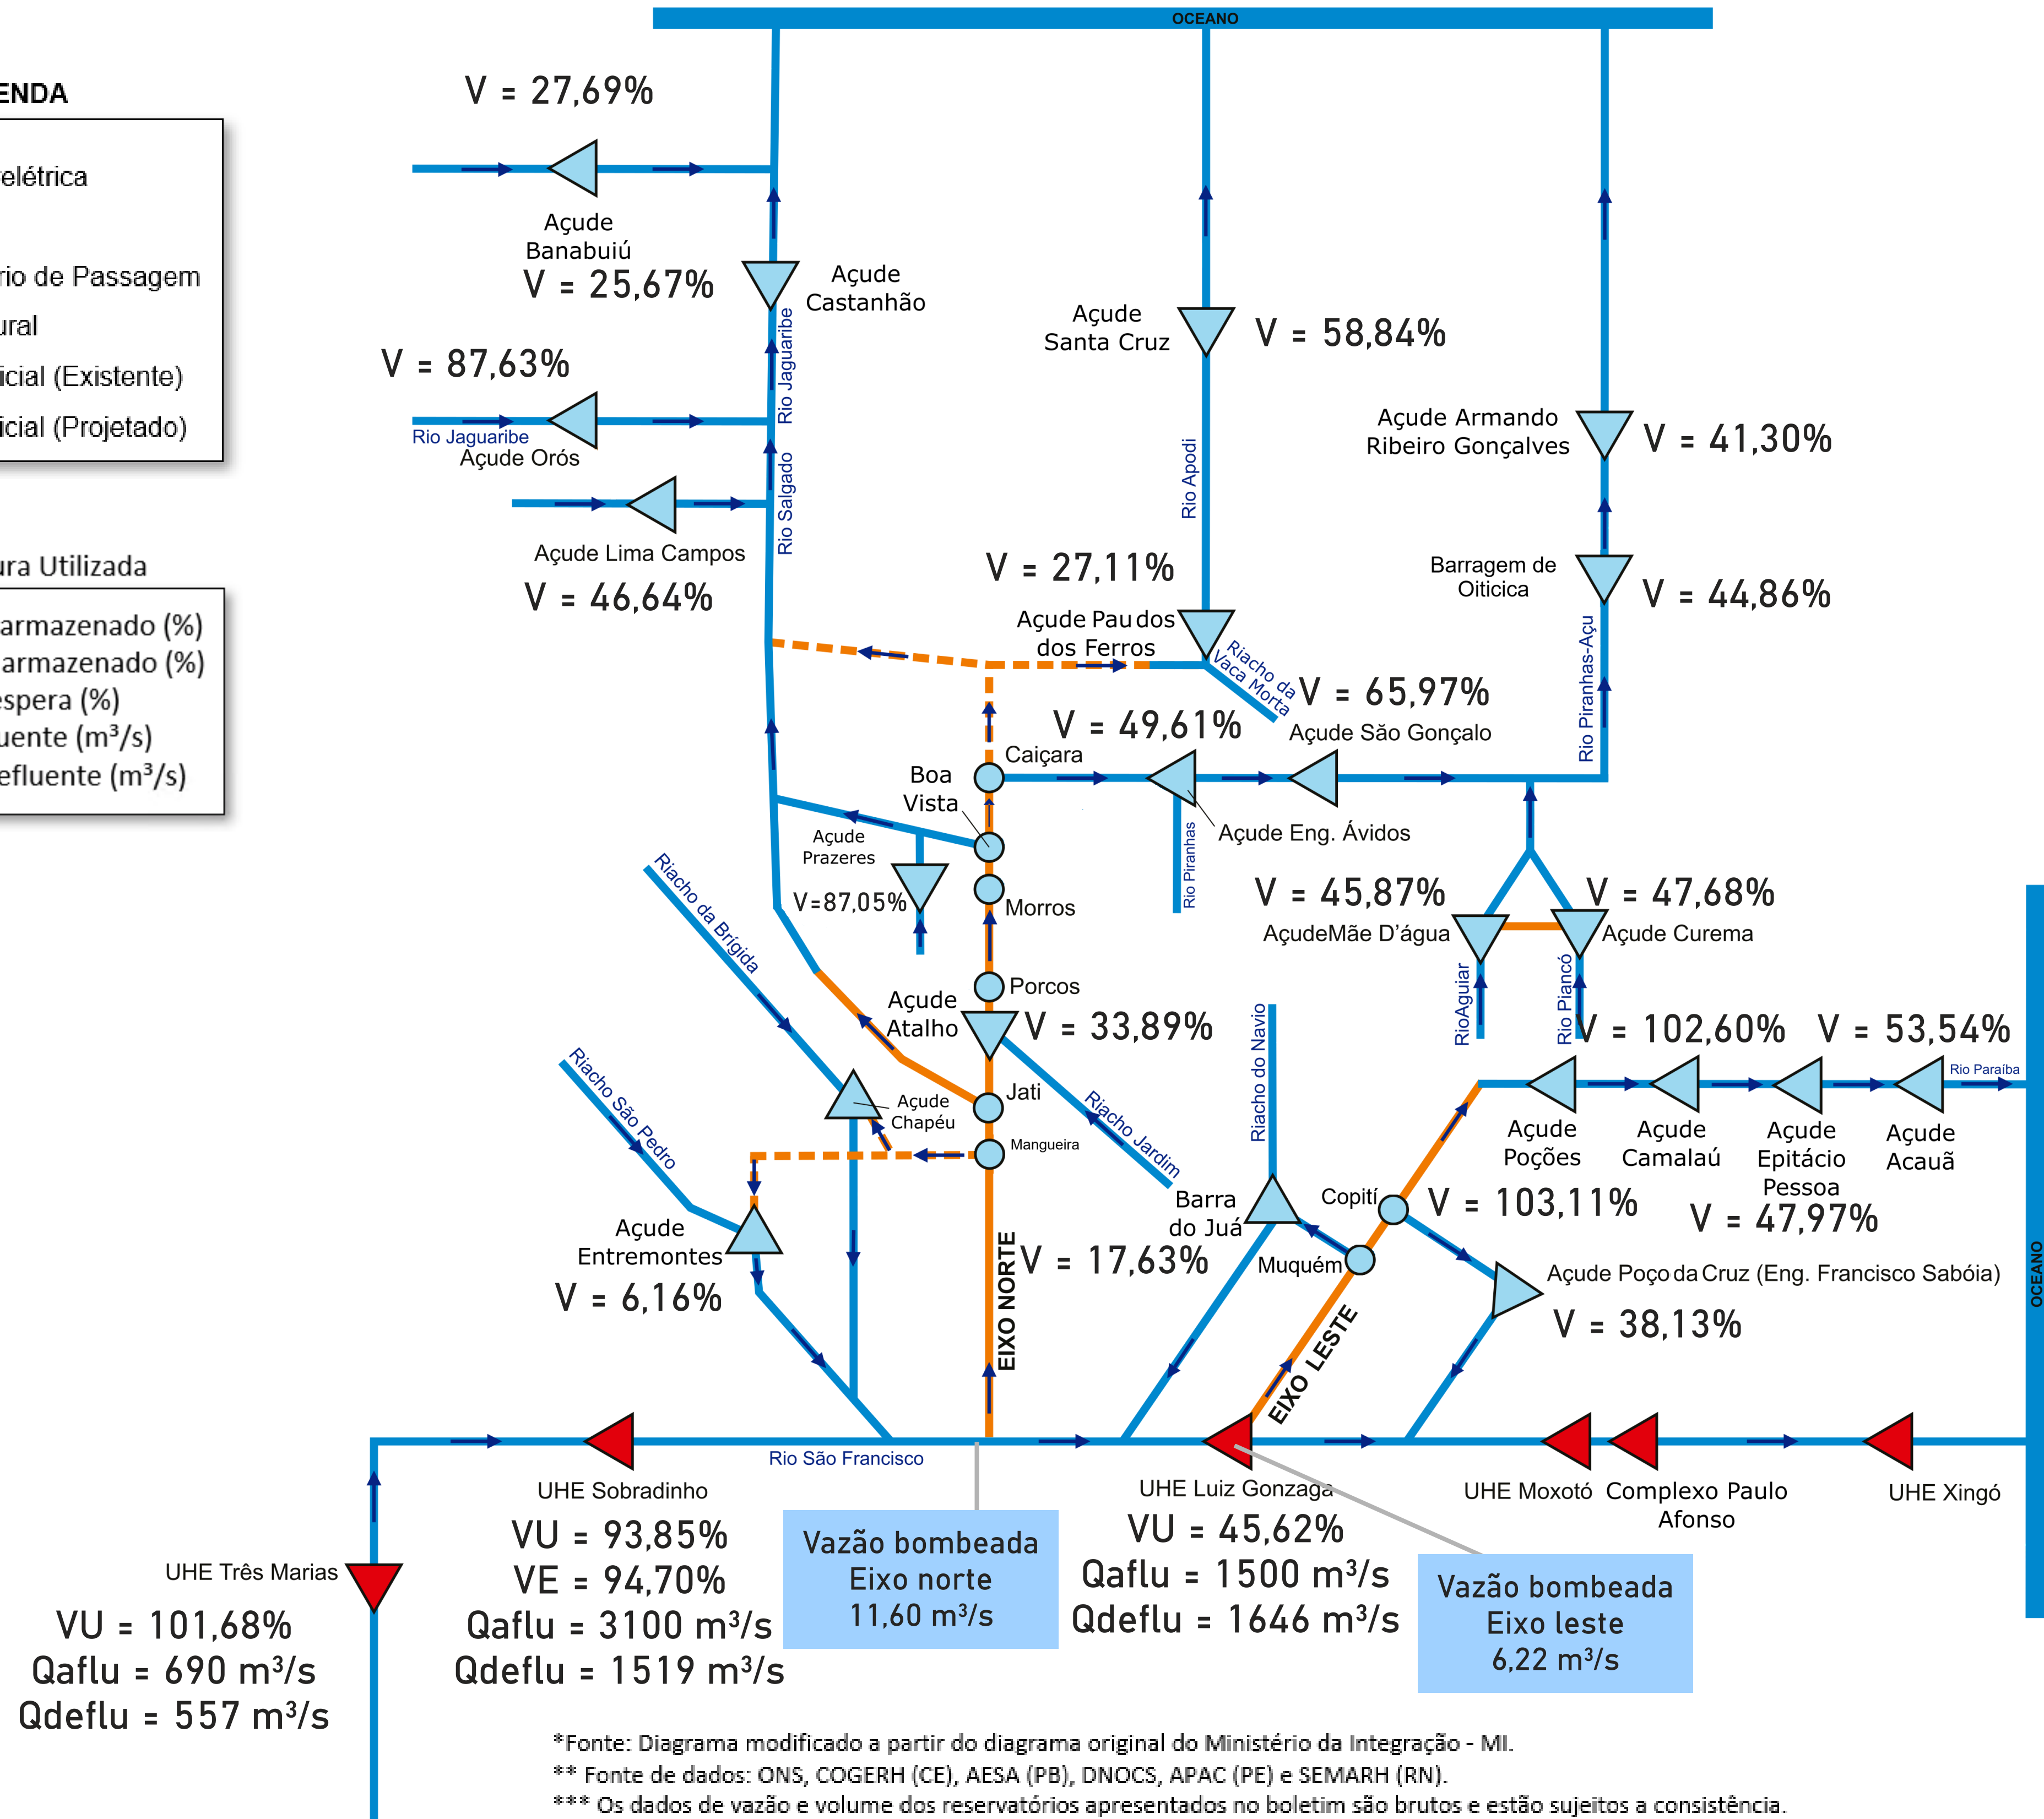 OCEANO
V = 27,69%
ENDA
elétrica
rio de Passagem
ural
icial (Existente)
icial (Projetado)
Açude
Banabuiú
V = 25,67%
Açude
Castanhão
Rio Jaguaribe
V = 87,63%
Rio Jaguaribe
Açude Orós
Rio Salgado
Açude Lima Campos
V = 46,64%
Açude
Santa Cruz
V = 58,84%
Rio Apodi
Açude Armando
Ribeiro Gonçalves
V = 41,30%
Barragem de
Oiticica
V = 44,86%
Rio Piranhas-Açu
V = 27,11%
Açude Pau dos
dos Ferros
Riacho da
Vaca Morta
ura Utilizada
armazenado (%)
armazenado (%)
espera (%)
uente (m³/s)
efluente (m³/s)
V = 65,97%
Açude São Gonçalo
V = 49,61%
Caiçara
Boa
Vista
Açude Eng. Ávidos
Rio Piranhas
Açude
Prazeres
V=87,05%
Morros
Riacho da Brígida
V = 45,87%
AçudeMãe D'água
V = 47,68%
Açude Curema
RioAguiar
Rio Piancó
Porcos
Açude
Atalho
V = 33,89%
Riacho do Navio
V = 102,60%
V = 53,54%
Rio Paraíba
Riacho São Pedro
Açude
Chapéu
Jati
Riacho Jardim
Mangueira
Açude
Poções
Açude
Camalaú
Açude
Epitácio
Pessoa
Açude
Acauã
Barra
do Juá
Copití
V = 103,11%
V = 47,97%
Açude
Entremontes
V = 6,16%
EIXO NORTE
V = 17,63%
Muquém
Açude Poço da Cruz (Eng. Francisco Sabóia)
V = 38,13%
OCEANO
EIXO LESTE
Rio São Francisco
UHE Sobradinho
VU = 93,85%
VE = 94,70%
Qaflu = 3100 m³/s
Qdeflu = 1519 m³/s
Vazão bombeada
Eixo norte
11,60 m³/s
UHE Luiz Gonzaga
VU = 45,62%
Qaflu = 1500 m³/s
Qdeflu = 1646 m³/s
Vazão bombeada
Eixo leste
6,22 m³/s
UHE Moxotó
Complexo Paulo
Afonso
UHE Xingó
UHE Três Marias
VU = 101,68%
Qaflu = 690 m³/s
Qdeflu = 557 m³/s
*Fonte: Diagrama modificado a partir do diagrama original do Ministério da Integração - MI.
** Fonte de dados: ONS, COGERH (CE), AESA (PB), DNOCS, APAC (PE) e SEMARH (RN).
*** Os dados de vazão e volume dos reservatórios apresentados no boletim são brutos e estão sujeitos a consistência.